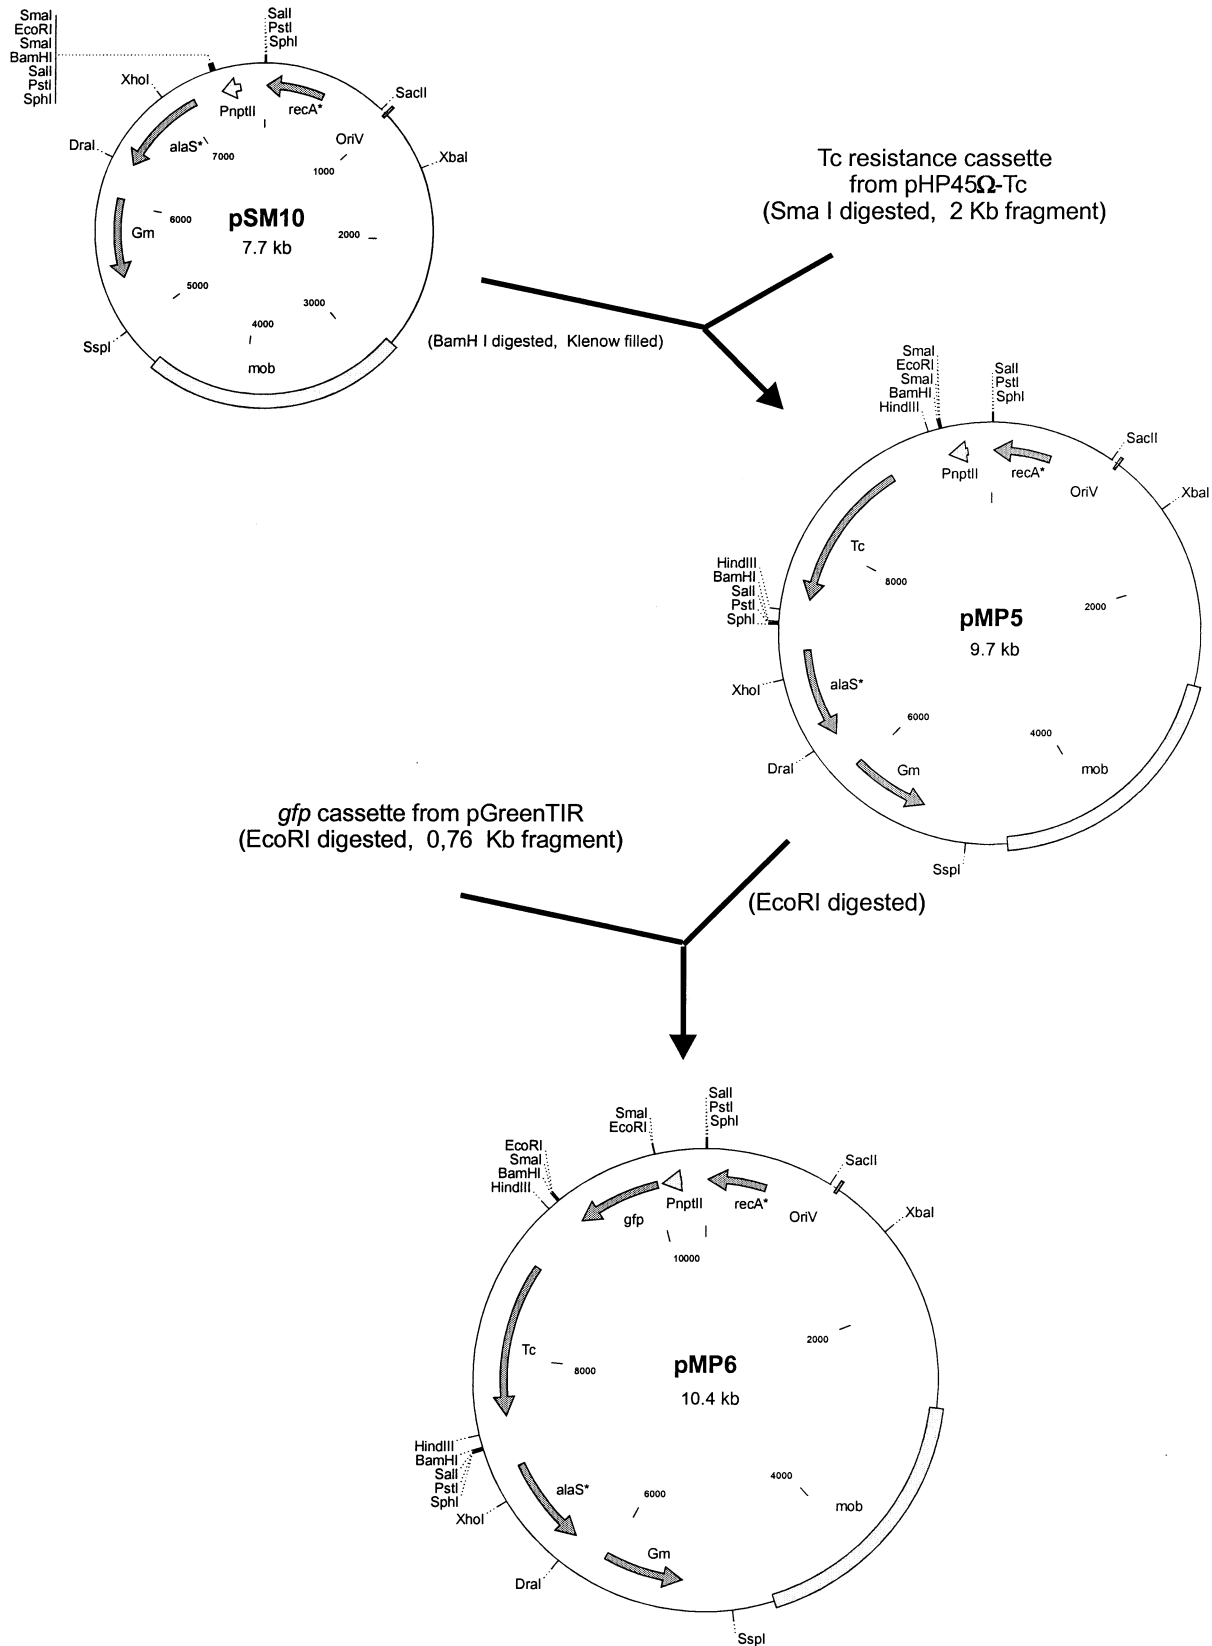 SmaI
EcoRI
SmaI
BamHI
SalI
PstI
SphI
SalI
PstI
SphI
XhoI
SacII
PnptII
recA*
DraI
alaS*
OriV
XbaI
7000
1000
6000
pSM10
Gm
7.7 kb
2000
5000
3000
4000
SspI
mob
Tc resistance cassette
from pHP45Ω-Tc
(Sma I digested, 2 Kb fragment)
(BamH I digested, Klenow filled)
SmaI
EcoRI
SmaI
BamHI
HindIII
SalI
PstI
SphI
SacII
PnptII
recA*
OriV
XbaI
Tc
HindIII
BamHI
SalI
PstI
SphI
8000
2000
pMP5
9.7 kb
XhoI
alaS*
6000
4000
DraI
Gm
mob
SspI
gfp cassette from pGreenTIR
(EcoRI digested, 0,76 Kb fragment)
(EcoRI digested)
SmaI
EcoRI
SalI
PstI
SphI
EcoRI
SmaI
BamHI
HindIII
SacII
PnptII
recA*
OriV
XbaI
gfp
10000
2000
Tc
8000
pMP6
10.4 kb
HindIII
BamHI
SalI
PstI
SphI
XhoI
alaS*
6000
4000
mob
Gm
DraI
SspI